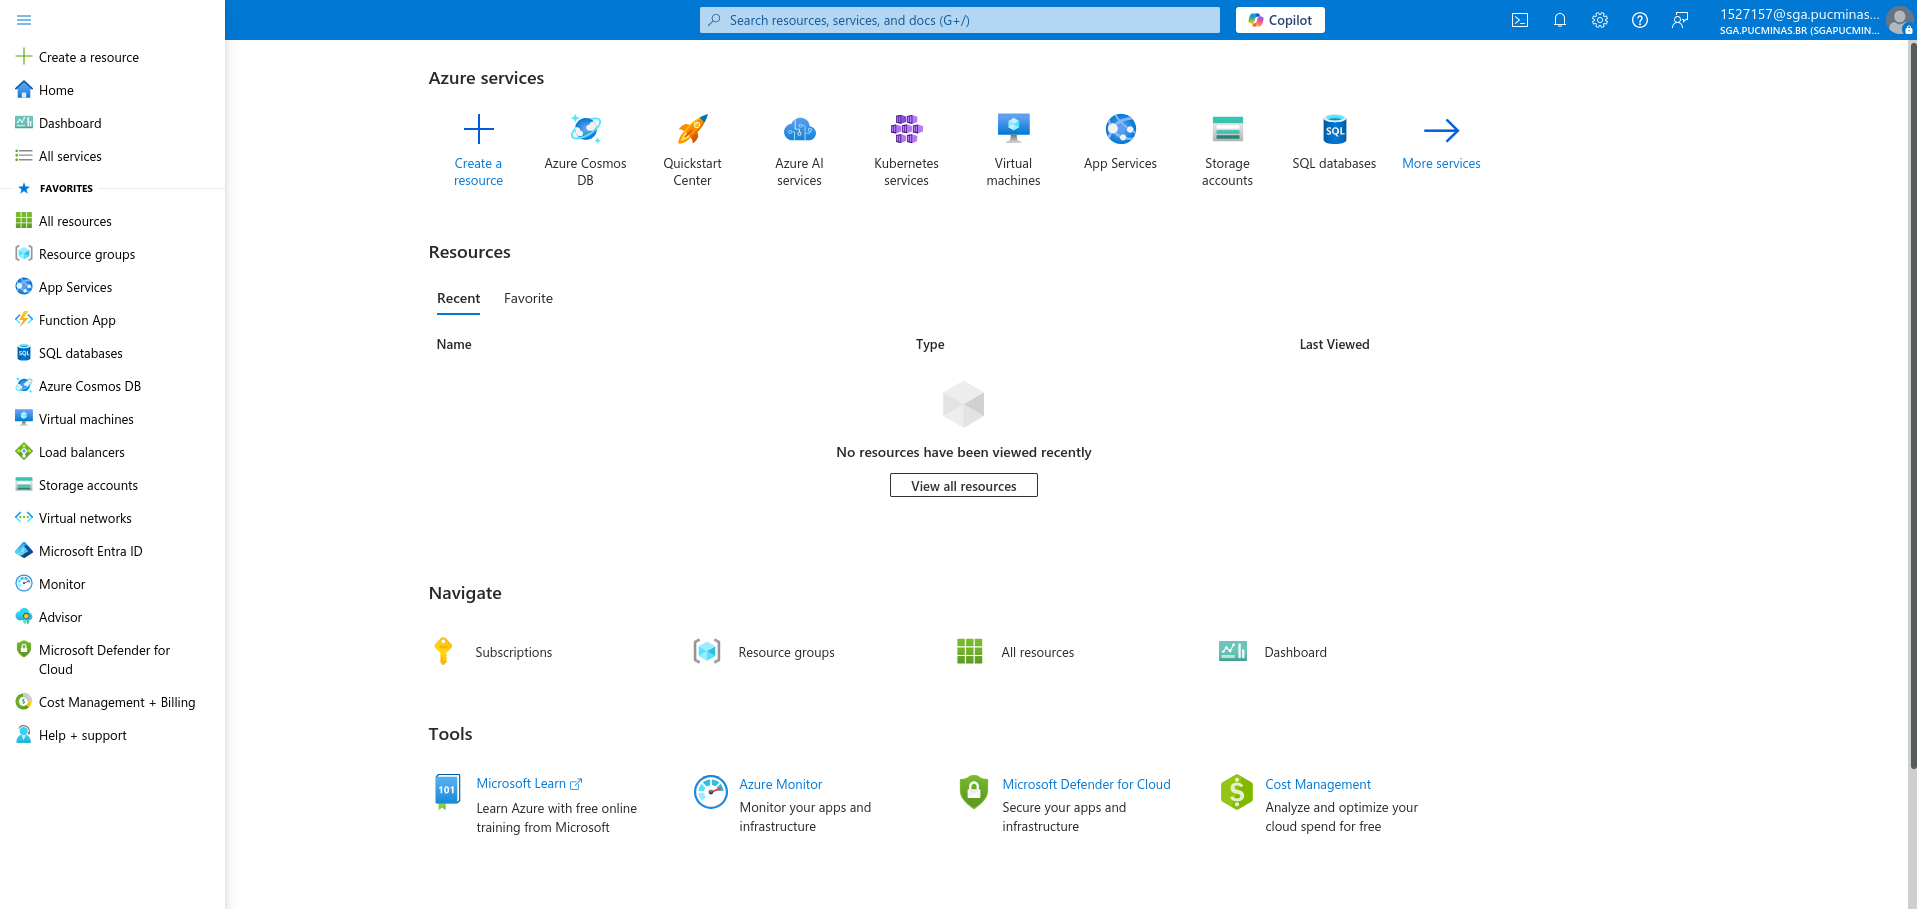 Search resources, services, and docs (G+/)
Copilot
1527157@sga.pucminas...
SGA.PUCMINAS.BR (SGAPUCMIN...
Create a resource
Home
Dashboard
All services
FAVORITES
All resources
Resource groups
App Services
Function App
SQL databases
Azure Cosmos DB
Virtual machines
Load balancers
Storage accounts
Virtual networks
Microsoft Entra ID
Monitor
Advisor
Microsoft Defender for
Cloud
Cost Management + Billing
Help + support
Azure services
Create a
resource
Azure Cosmos
DB
Quickstart
Center
Azure AI
services
Kubernetes
services
Virtual
machines
App Services
Storage
accounts
SQL
SQL databases
More services
Resources
Recent
Favorite
Name
Type
Last Viewed
No resources have been viewed recently
View all resources
Navigate
Subscriptions
Resource groups
All resources
Dashboard
Tools
101
Microsoft Learn
Learn Azure with free online
training from Microsoft
Azure Monitor
Monitor your apps and
infrastructure
Microsoft Defender for Cloud
Secure your apps and
infrastructure
Cost Management
Analyze and optimize your
cloud spend for free